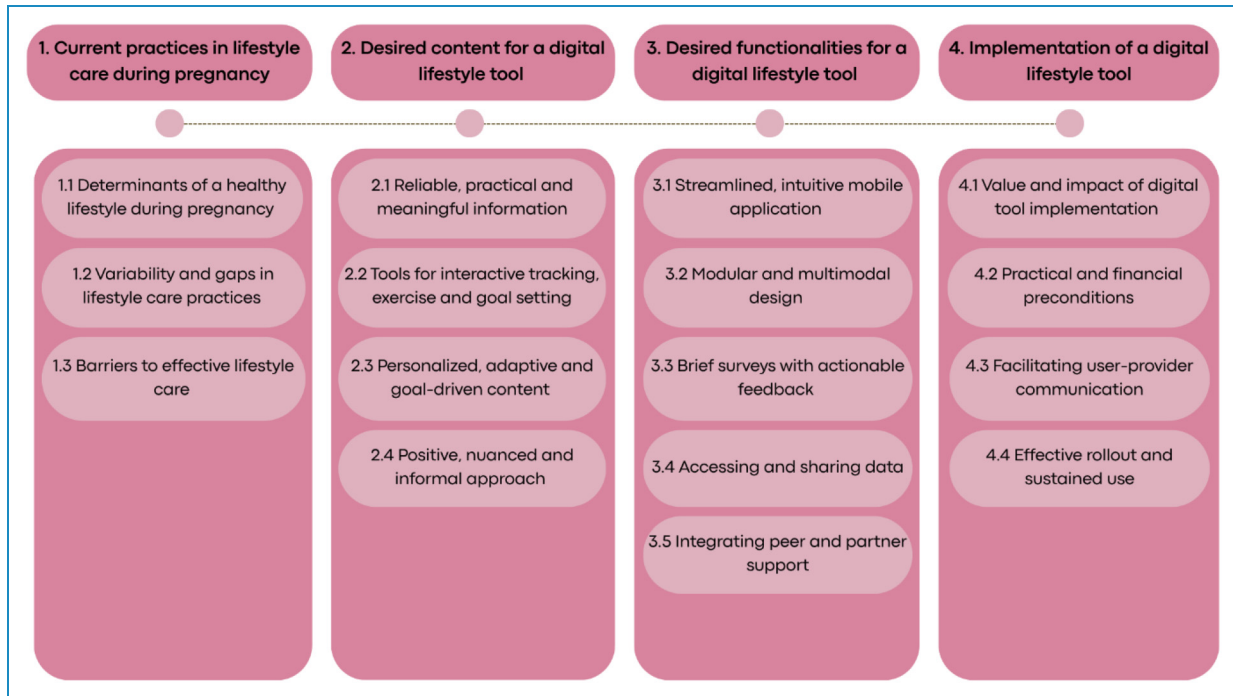 1. Current practices in lifestyle
care during pregnancy
2. Desired content for a digital
lifestyle tool
3. Desired functionalities for a
digital lifestyle tool
4. Implementation of a digital
lifestyle tool
1.1 Determinants of a healthy
lifestyle during pregnancy
1.2 Variability and gaps in
lifestyle care practices
1.3 Barriers to effective lifestyle
care
2.1 Reliable, practical and
meaningful information
2.2 Tools for interactive tracking,
exercise and goal setting
2.3 Personalized, adaptive and
goal-driven content
2.4 Positive, nuanced and
informal approach
3.1 Streamlined, intuitive mobile
application
3.2 Modular and multimodal
design
3.3 Brief surveys with actionable
feedback
3.4 Accessing and sharing data
3.5 Integrating peer and partner
support
4.1 Value and impact of digital
tool implementation
4.2 Practical and financial
preconditions
4.3 Facilitating user-provider
communication
4.4 Effective rollout and
sustained use